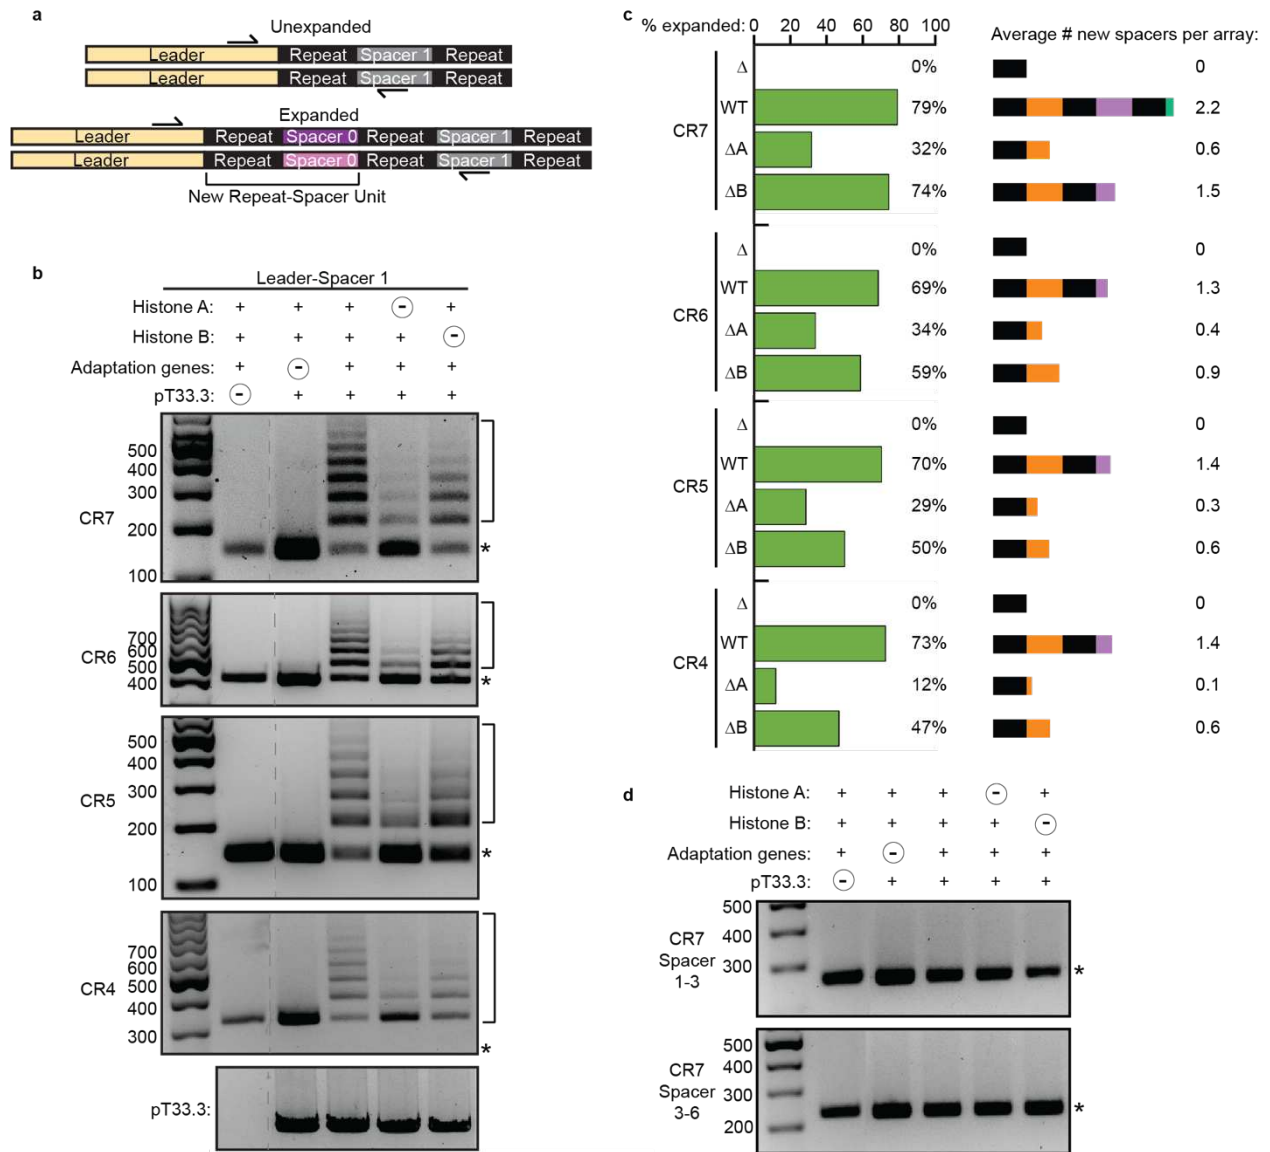 a
Unexpanded
Leader Repeat Spacer 1 Repeat
Leader Repeat Spacer 1 Repeat
Expanded
Leader Repeat Spacer 0 Repeat Spacer 1 Repeat
Leader Repeat Spacer 0 Repeat Spacer 1 Repeat
New Repeat-Spacer Unit
b
Leader-Spacer 1
Histone A: + + + - +
Histone B: + + + + -
Adaptation genes: + - + + +
pT33.3: - + + + +
CR7
500
400
300
200
100
*
CR6
700
600
500
400
*
CR5
500
400
300
200
100
*
CR4
700
600
500
400
300
*
pT33.3:
c
% expanded: 0 20 40 60 80 100
Average # new spacers per array:
CR7
Δ 0% 0
WT 79% 2.2
ΔA 32% 0.6
ΔB 74% 1.5
CR6
Δ 0% 0
WT 69% 1.3
ΔA 34% 0.4
ΔB 59% 0.9
CR5
Δ 0% 0
WT 70% 1.4
ΔA 29% 0.3
ΔB 50% 0.6
CR4
Δ 0% 0
WT 73% 1.4
ΔA 12% 0.1
ΔB 47% 0.6
d
Histone A: + + + - +
Histone B: + + + + -
Adaptation genes: + - + + +
pT33.3: - + + + +
CR7
Spacer
1-3
500
400
300
*
CR7
Spacer
3-6
500
400
300
200
*